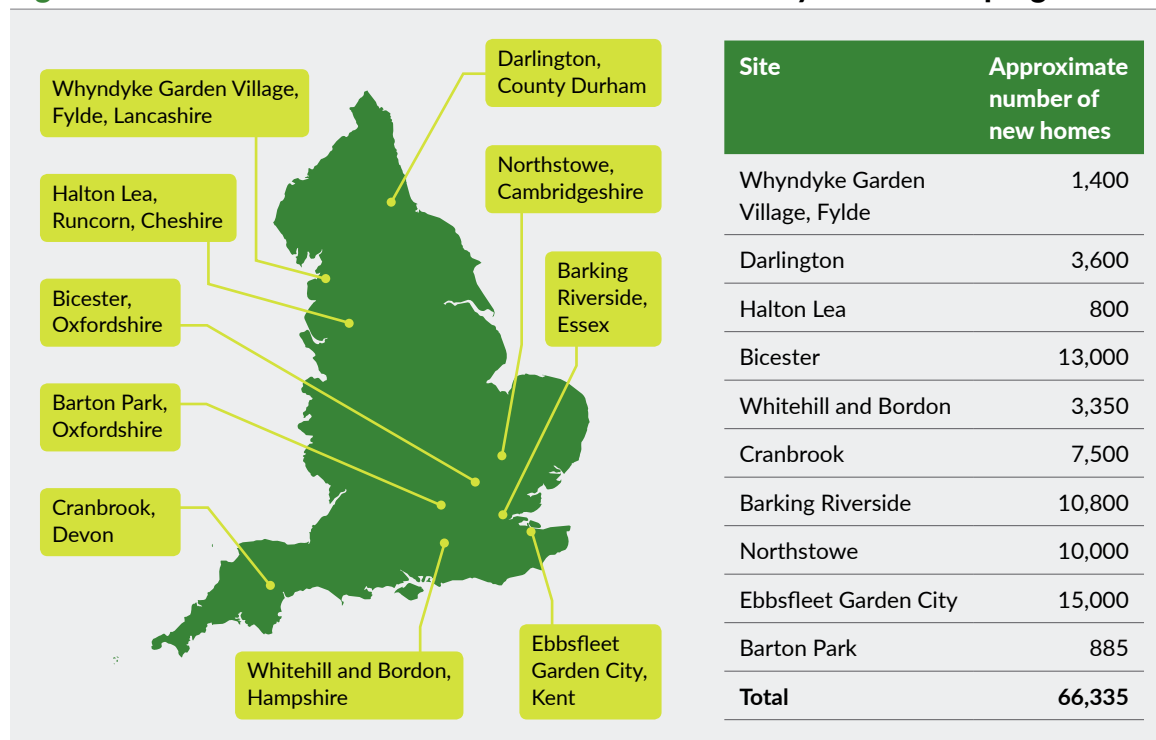 Whyndyke Garden Village,
Fylde, Lancashire
Darlington,
County Durham
Halton Lea,
Runcorn, Cheshire
Northstowe,
Cambridgeshire
Bicester,
Oxfordshire
Barking
Riverside,
Essex
Barton Park,
Oxfordshire
Cranbrook,
Devon
Whitehill and Bordon,
Hampshire
Ebbsfleet
Garden City,
Kent
Site Approximate
number of
new homes
Whyndyke Garden 1,400
Village, Fylde
Darlington 3,600
Halton Lea 800
Bicester 13,000
Whitehill and Bordon 3,350
Cranbrook 7,500
Barking Riverside 10,800
Northstowe 10,000
Ebbsfleet Garden City 15,000
Barton Park 885
Total 66,335